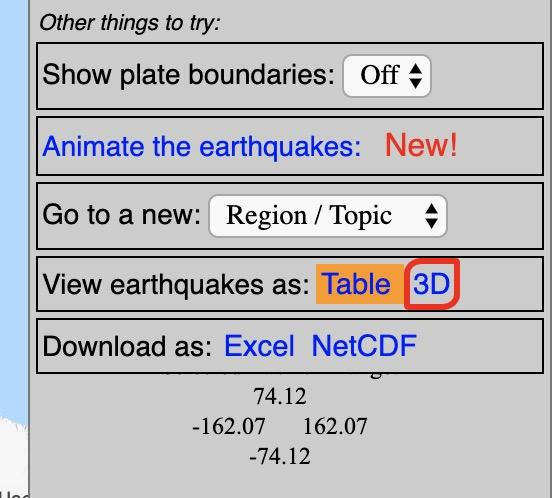 Other things to try:
Show plate boundaries: Off
Animate the earthquakes: New!
Go to a new: Region / Topic
View earthquakes as: Table 3D
Download as: Excel NetCDF
74.12
-162.07 162.07
-74.12